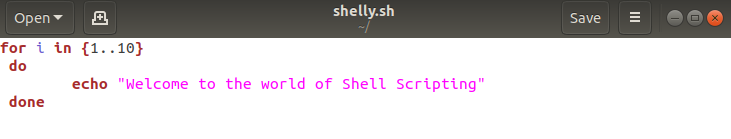 Open shelly.sh Save
~/
for i in {1..10}
do
echo "Welcome to the world of Shell Scripting"
done